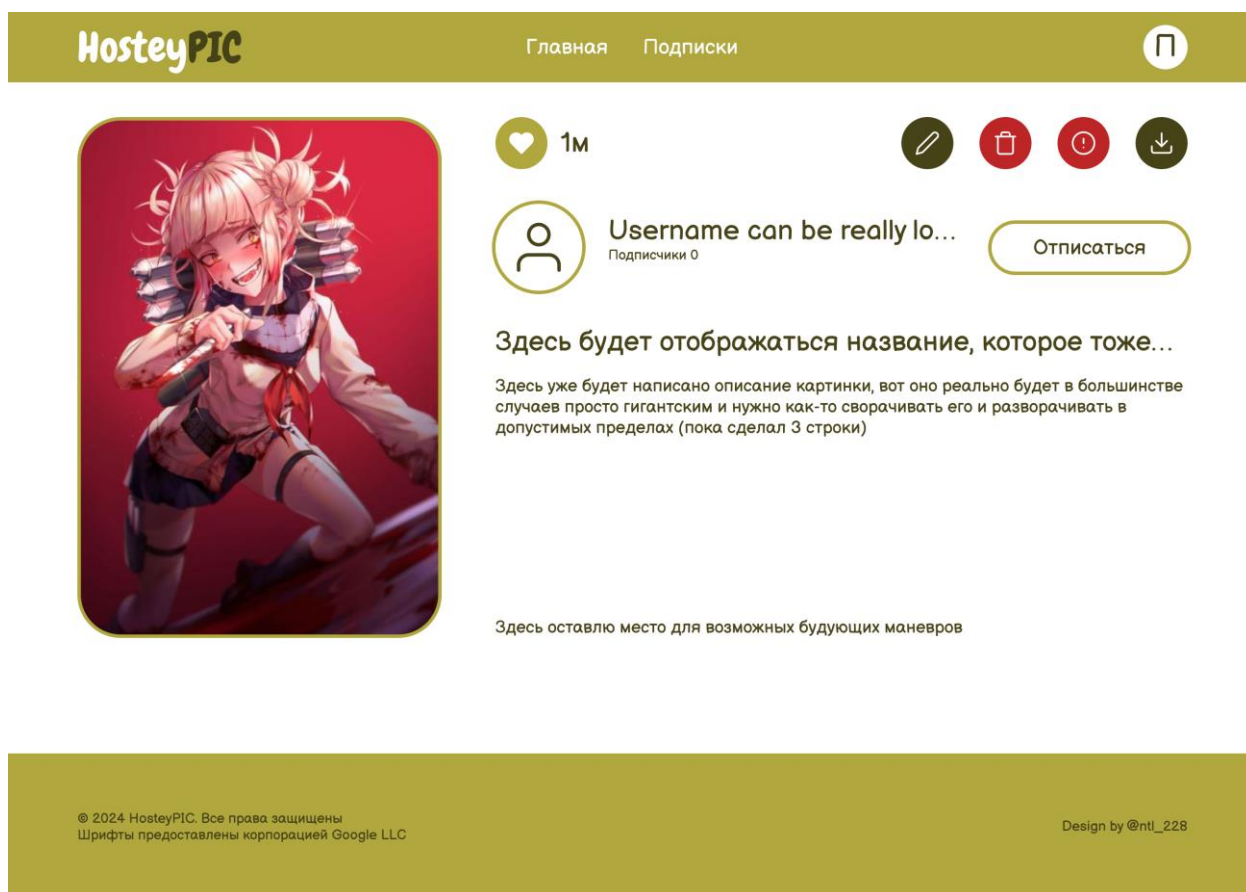 HosteyPIC
Главная Подписки
П
1м
Username can be really lo...
Подписчики 0
Отписаться
Здесь будет отображаться название, которое тоже...
Здесь уже будет написано описание картинки, вот оно реально будет в большинстве
случаев просто гигантским и нужно как-то сворачивать его и разворачивать в
допустимых пределах (пока сделал 3 строки)
Здесь оставлю место для возможных будующих маневров
© 2024 HosteyPIC. Все права защищены
Шрифты предоставлены корпорацией Google LLC
Design by @ntl_228